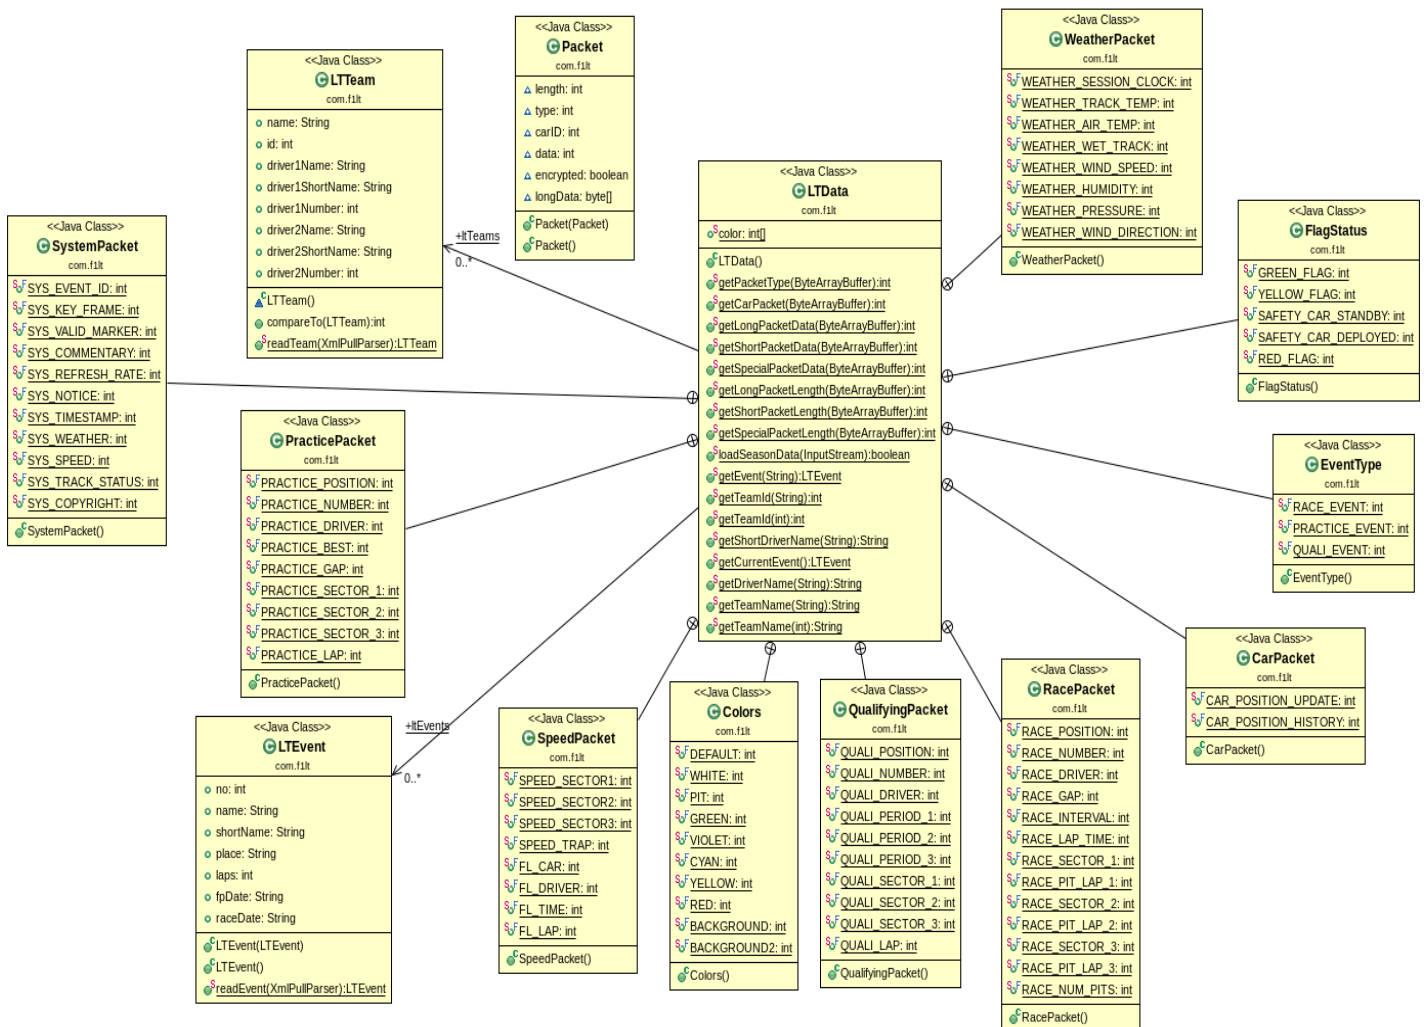 <<Java Class>>
LTTeam
com.f1lt
name: String
id: int
driver1Name: String
driver1ShortName: String
driver1Number: int
driver2Name: String
driver2ShortName: String
driver2Number: int
LTTeam()
compareTo(LTTeam):int
readTeam(XmlPullParser):LTTeam
<<Java Class>>
Packet
com.f1lt
length: int
type: int
carID: int
data: int
encrypted: boolean
longData: byte[]
Packet(Packet)
Packet()
<<Java Class>>
WeatherPacket
com.f1lt
WEATHER_SESSION_CLOCK: int
WEATHER_TRACK_TEMP: int
WEATHER_AIR_TEMP: int
WEATHER_WET_TRACK: int
WEATHER_WIND_SPEED: int
WEATHER_HUMIDITY: int
WEATHER_PRESSURE: int
WEATHER_WIND_DIRECTION: int
WeatherPacket()
<<Java Class>>
SystemPacket
com.f1lt
SYS_EVENT_ID: int
SYS_KEY_FRAME: int
SYS_VALID_MARKER: int
SYS_COMMENTARY: int
SYS_REFRESH_RATE: int
SYS_NOTICE: int
SYS_TIMESTAMP: int
SYS_WEATHER: int
SYS_SPEED: int
SYS_TRACK_STATUS: int
SYS_COPYRIGHT: int
SystemPacket()
+ltTeams
0..*
<<Java Class>>
LTData
com.f1lt
color: int[]
LTData()
getPacketType(ByteArrayBuffer):int
getCarPacket(ByteArrayBuffer):int
getLongPacketData(ByteArrayBuffer):int
getShortPacketData(ByteArrayBuffer):int
getSpecialPacketData(ByteArrayBuffer):int
getLongPacketLength(ByteArrayBuffer):int
getShortPacketLength(ByteArrayBuffer):int
getSpecialPacketLength(ByteArrayBuffer):int
loadSeasonData(InputStream):boolean
getEvent(String):LTEvent
getTeamId(String):int
getTeamId(int):int
getShortDriverName(String):String
getCurrentEvent():LTEvent
getDriverName(String):String
getTeamName(String):String
getTeamName(int):String
<<Java Class>>
FlagStatus
com.f1lt
GREEN_FLAG: int
YELLOW_FLAG: int
SAFETY_CAR_STANDBY: int
SAFETY_CAR_DEPLOYED: int
RED_FLAG: int
FlagStatus()
<<Java Class>>
PracticePacket
com.f1lt
PRACTICE_POSITION: int
PRACTICE_NUMBER: int
PRACTICE_DRIVER: int
PRACTICE_BEST: int
PRACTICE_GAP: int
PRACTICE_SECTOR_1: int
PRACTICE_SECTOR_2: int
PRACTICE_SECTOR_3: int
PRACTICE_LAP: int
PracticePacket()
<<Java Class>>
EventType
com.f1lt
RACE_EVENT: int
PRACTICE_EVENT: int
QUALI_EVENT: int
EventType()
<<Java Class>>
LTEvent
com.f1lt
no: int
name: String
shortName: String
place: String
laps: int
fpDate: String
raceDate: String
LTEvent(LTEvent)
LTEvent()
readEvent(XmlPullParser):LTEvent
+ltEvents
0..*
<<Java Class>>
SpeedPacket
com.f1lt
SPEED_SECTOR1: int
SPEED_SECTOR2: int
SPEED_SECTOR3: int
SPEED_TRAP: int
FL_CAR: int
FL_DRIVER: int
FL_TIME: int
FL_LAP: int
SpeedPacket()
<<Java Class>>
Colors
com.f1lt
DEFAULT: int
WHITE: int
PIT: int
GREEN: int
VIOLET: int
CYAN: int
YELLOW: int
RED: int
BACKGROUND: int
BACKGROUND2: int
Colors()
<<Java Class>>
QualifyingPacket
com.f1lt
QUALI_POSITION: int
QUALI_NUMBER: int
QUALI_DRIVER: int
QUALI_PERIOD_1: int
QUALI_PERIOD_2: int
QUALI_PERIOD_3: int
QUALI_SECTOR_1: int
QUALI_SECTOR_2: int
QUALI_SECTOR_3: int
QUALI_LAP: int
QualifyingPacket()
<<Java Class>>
RacePacket
com.f1lt
RACE_POSITION: int
RACE_NUMBER: int
RACE_DRIVER: int
RACE_GAP: int
RACE_INTERVAL: int
RACE_LAP_TIME: int
RACE_SECTOR_1: int
RACE_PIT_LAP_1: int
RACE_SECTOR_2: int
RACE_PIT_LAP_2: int
RACE_SECTOR_3: int
RACE_PIT_LAP_3: int
RACE_NUM_PITS: int
RacePacket()
<<Java Class>>
CarPacket
com.f1lt
CAR_POSITION_UPDATE: int
CAR_POSITION_HISTORY: int
CarPacket()